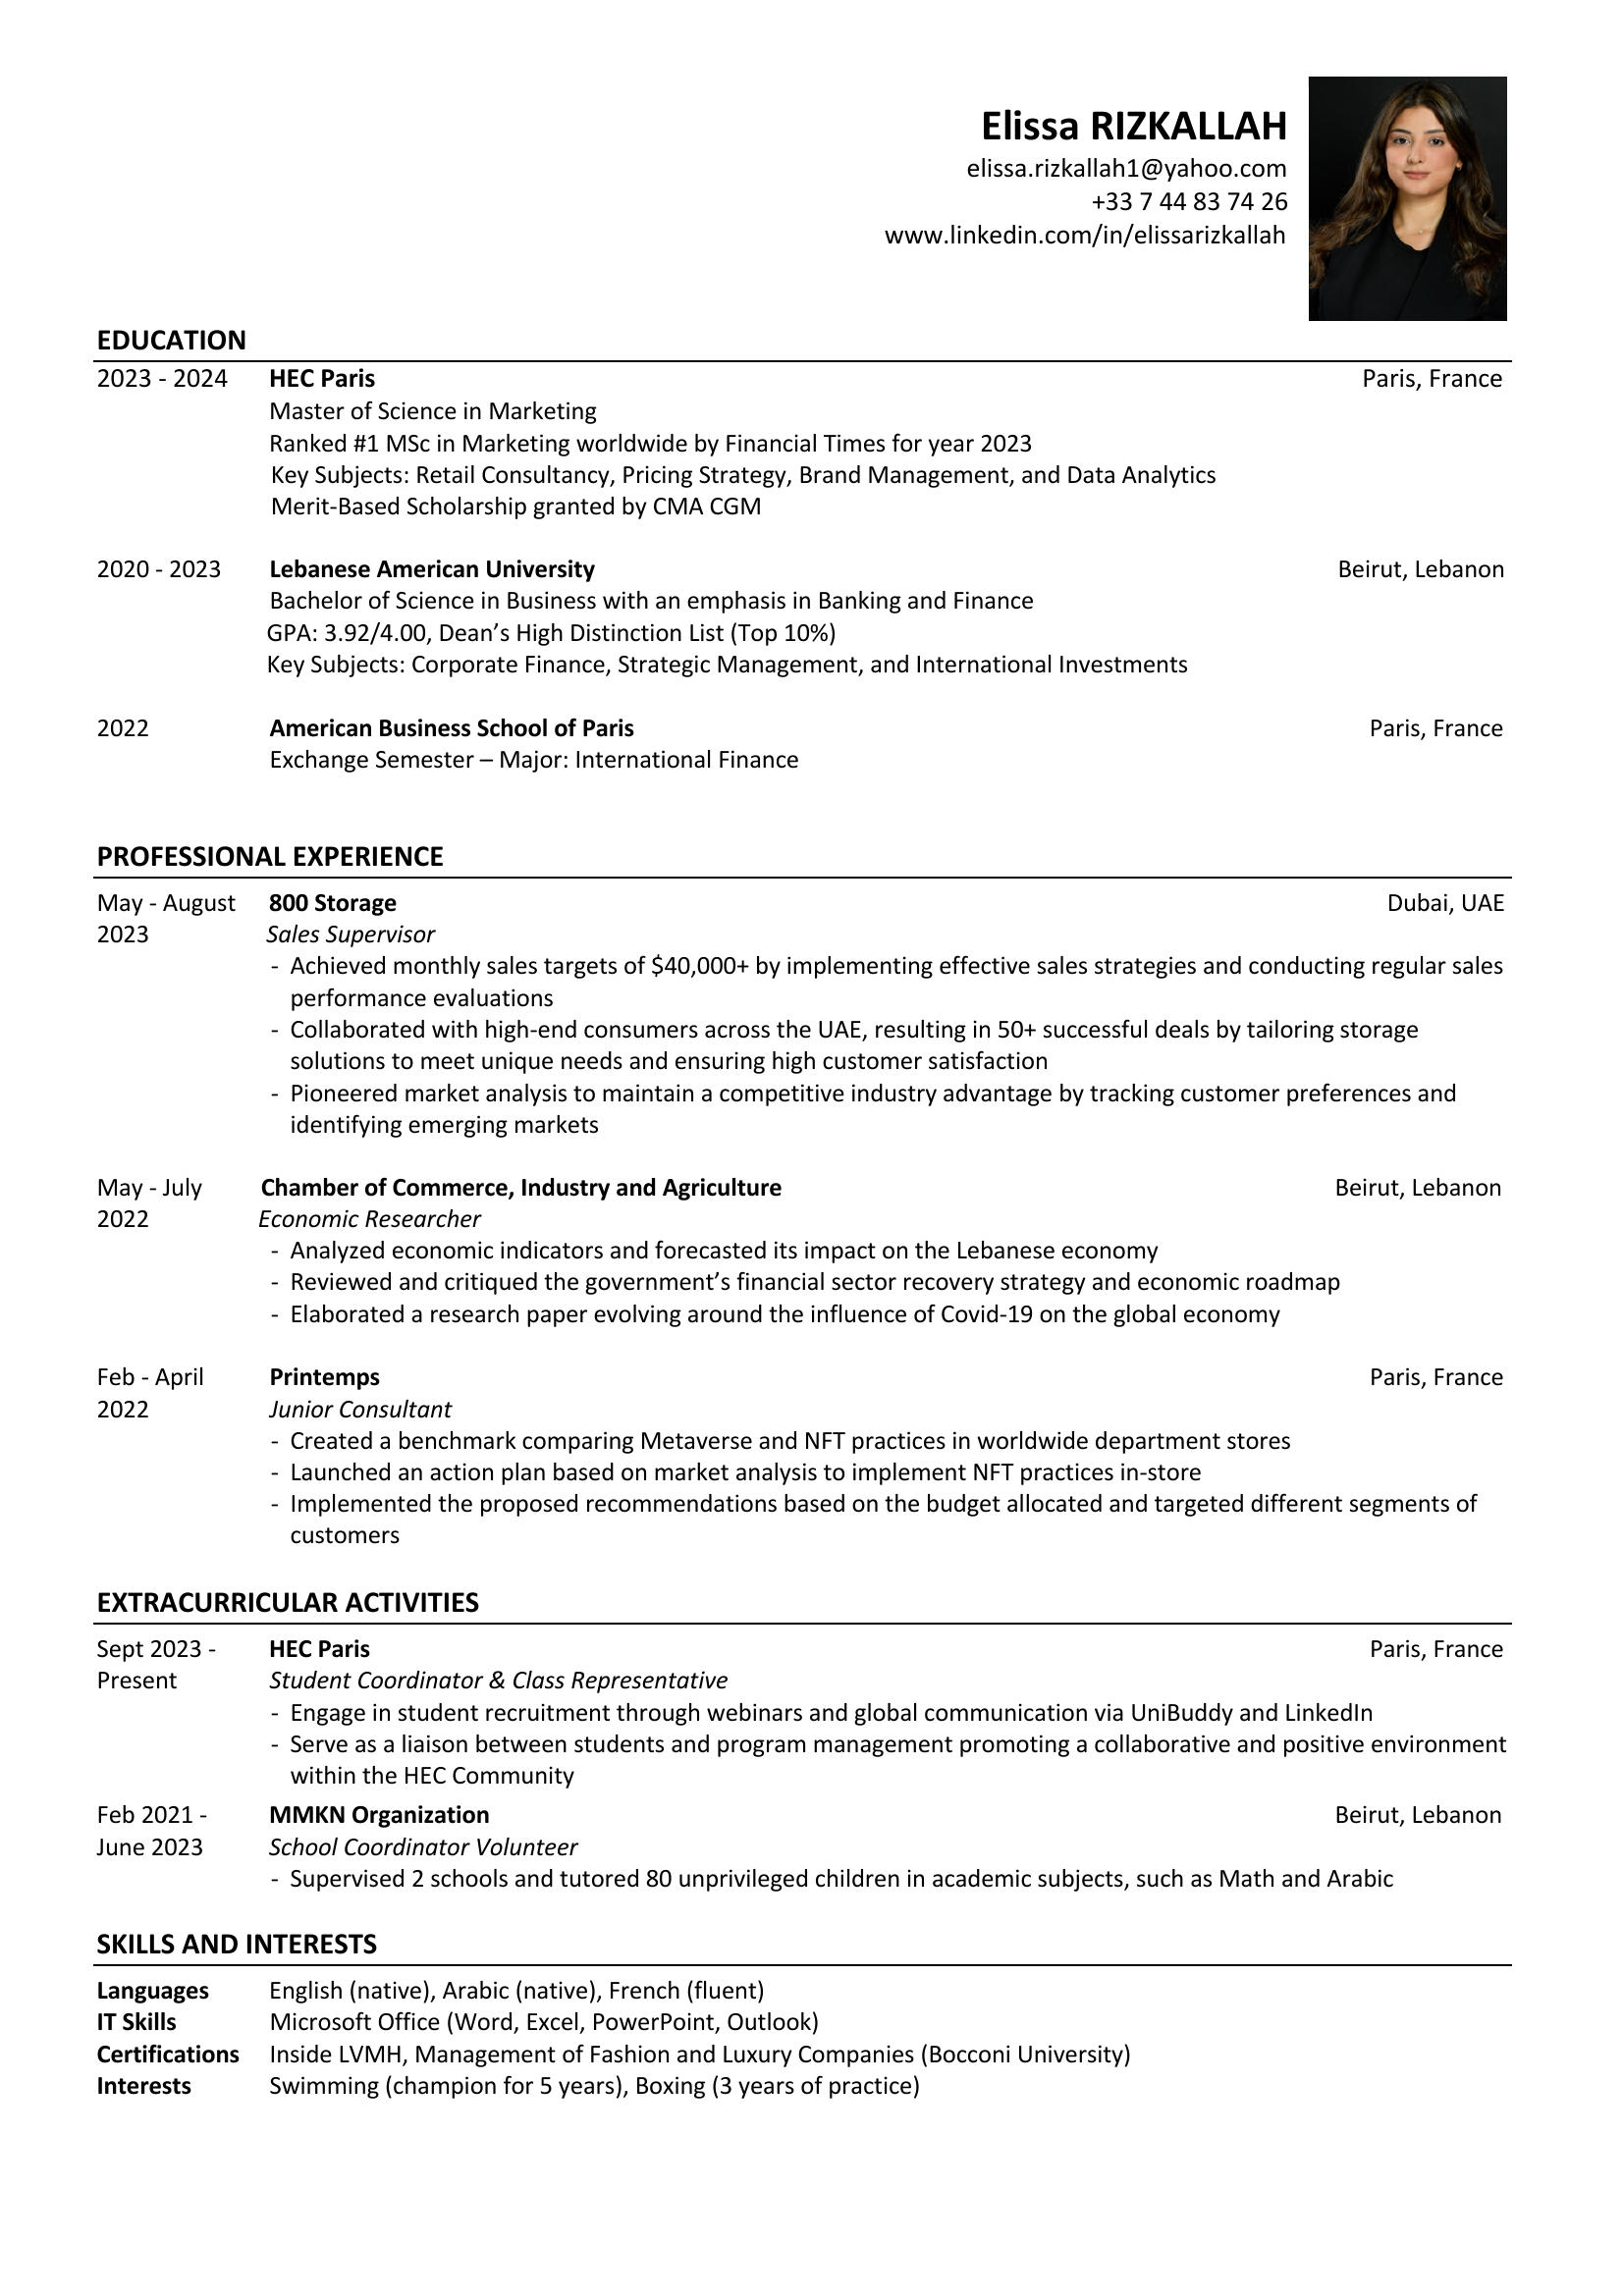 Elissa RIZKALLAH
elissa.rizkallah1@yahoo.com
+33 7 44 83 74 26
www.linkedin.com/in/elissarizkallah
EDUCATION
2023 - 2024 HEC Paris Paris, France
Master of Science in Marketing
Ranked #1 MSc in Marketing worldwide by Financial Times for year 2023
Key Subjects: Retail Consultancy, Pricing Strategy, Brand Management, and Data Analytics
Merit-Based Scholarship granted by CMA CGM
2020 - 2023 Lebanese American University Beirut, Lebanon
Bachelor of Science in Business with an emphasis in Banking and Finance
GPA: 3.92/4.00, Dean’s High Distinction List (Top 10%)
Key Subjects: Corporate Finance, Strategic Management, and International Investments
2022 American Business School of Paris Paris, France
Exchange Semester – Major: International Finance
PROFESSIONAL EXPERIENCE
May - August 800 Storage Dubai, UAE
2023 Sales Supervisor
- Achieved monthly sales targets of $40,000+ by implementing effective sales strategies and conducting regular sales
performance evaluations
- Collaborated with high-end consumers across the UAE, resulting in 50+ successful deals by tailoring storage
solutions to meet unique needs and ensuring high customer satisfaction
- Pioneered market analysis to maintain a competitive industry advantage by tracking customer preferences and
identifying emerging markets
May - July Chamber of Commerce, Industry and Agriculture Beirut, Lebanon
2022 Economic Researcher
- Analyzed economic indicators and forecasted its impact on the Lebanese economy
- Reviewed and critiqued the government’s financial sector recovery strategy and economic roadmap
- Elaborated a research paper evolving around the influence of Covid-19 on the global economy
Feb - April Printemps Paris, France
2022 Junior Consultant
- Created a benchmark comparing Metaverse and NFT practices in worldwide department stores
- Launched an action plan based on market analysis to implement NFT practices in-store
- Implemented the proposed recommendations based on the budget allocated and targeted different segments of
customers
EXTRACURRICULAR ACTIVITIES
Sept 2023 - HEC Paris Paris, France
Present Student Coordinator & Class Representative
- Engage in student recruitment through webinars and global communication via UniBuddy and LinkedIn
- Serve as a liaison between students and program management promoting a collaborative and positive environment
within the HEC Community
Feb 2021 - MMKN Organization Beirut, Lebanon
June 2023 School Coordinator Volunteer
- Supervised 2 schools and tutored 80 unprivileged children in academic subjects, such as Math and Arabic
SKILLS AND INTERESTS
Languages English (native), Arabic (native), French (fluent)
IT Skills Microsoft Office (Word, Excel, PowerPoint, Outlook)
Certifications Inside LVMH, Management of Fashion and Luxury Companies (Bocconi University)
Interests Swimming (champion for 5 years), Boxing (3 years of practice)